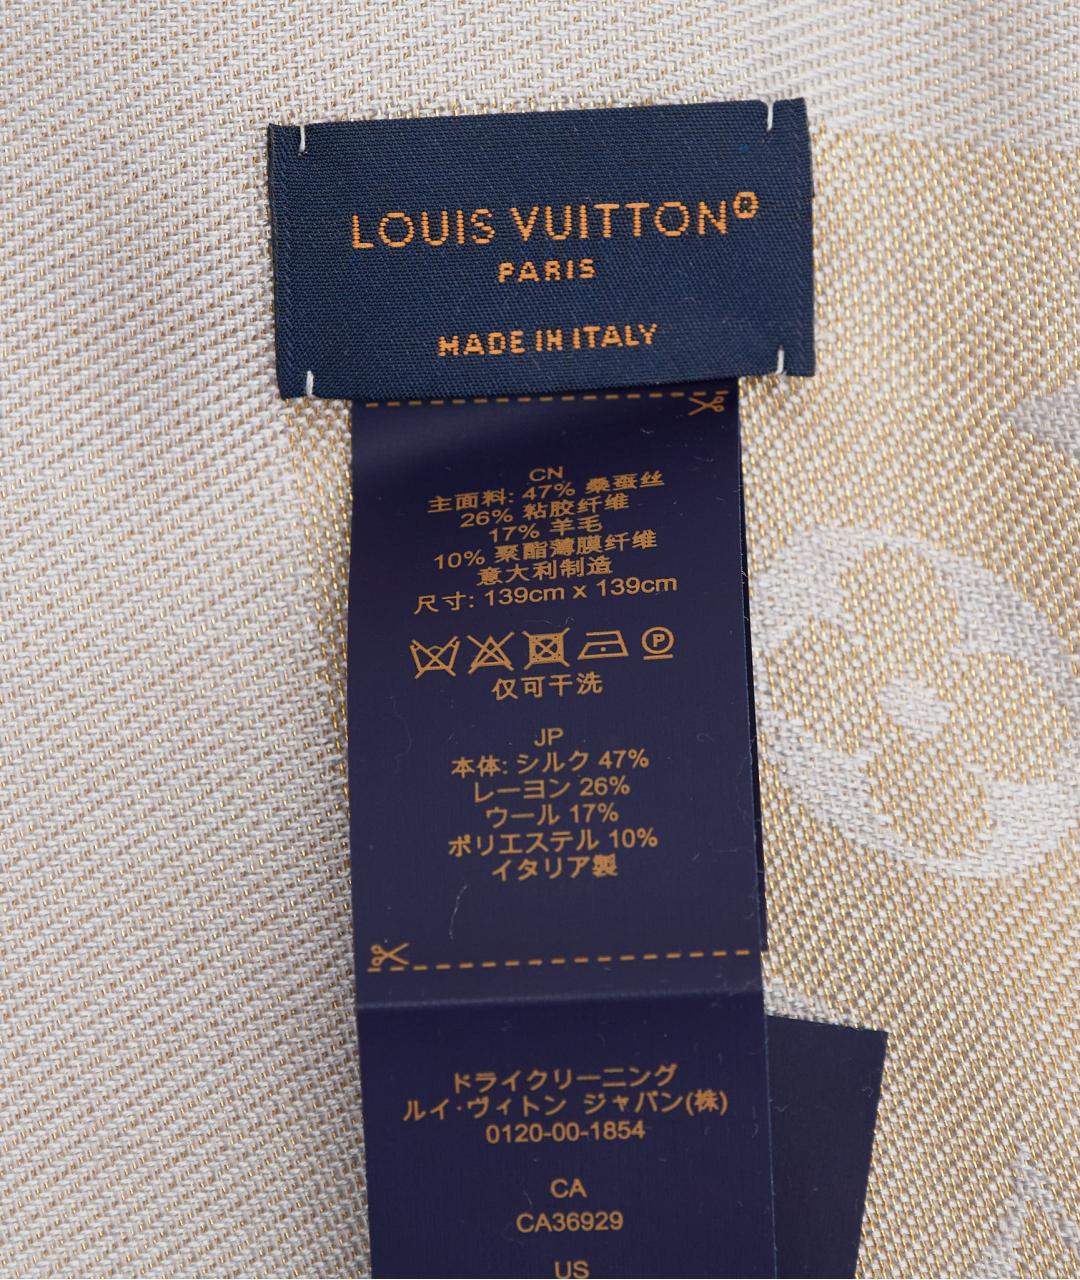 LOUIS VUITTON®
PARIS
MADE IN ITALY
CN
主面料: 47% 桑蚕丝
26% 粘胶纤维
17% 羊毛
10% 聚酯薄膜纤维
意大利制造
尺寸: 139cm x 139cm
P
仅可干洗
JP
本体: シルク 47%
レーヨン 26%
ウール 17%
ポリエステル 10%
イタリア製
ドライクリーニング
ルイ·ヴィトン ジャパン(株)
0120-00-1854
CA
CA36929
US